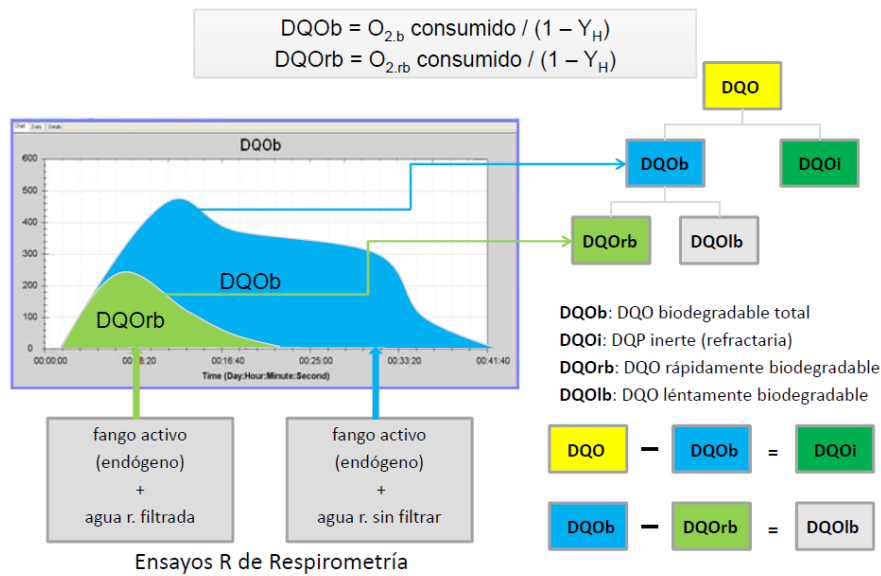 DQOb = O2.b consumido / (1 – YH)
DQOrb = O2.rb consumido / (1 – YH)
DQO
DQOb
DQOi
DQOrb
DQOlb
Chart Data Details
DQOb
600
500
400
300
200
100
0
DQOb
DQOrb
00:00:00
00:16:40
00:25:00
00:33:20
00:41:40
Time (Day:Hour:Minute:Second)
DQOb: DQO biodegradable total
DQOi: DQP inerte (refractaria)
DQOrb: DQO rápidamente biodegradable
DQOlb: DQO léntamente biodegradable
fango activo
(endógeno)
+
agua r. filtrada
fango activo
(endógeno)
+
agua r. sin filtrar
DQO – DQOb = DQOi
DQOb – DQOrb = DQOlb
Ensayos R de Respirometría